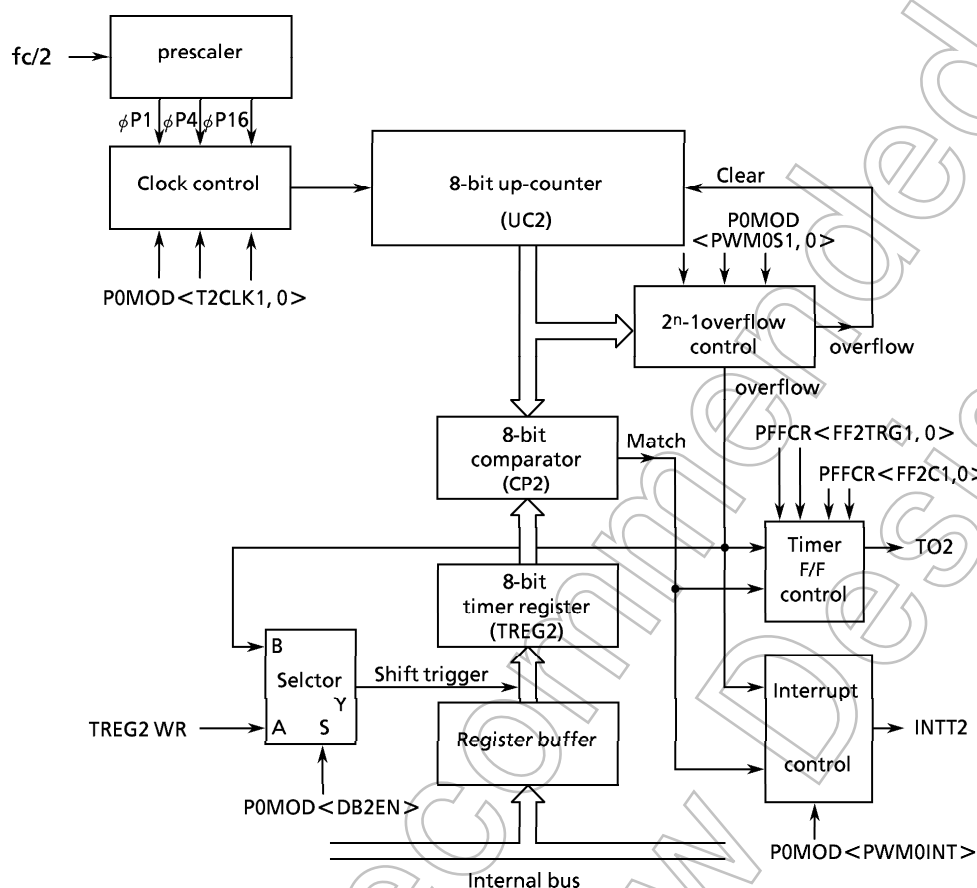 prescaler
fc/2
ϕP1 ϕP4 ϕP16
Clock control
8-bit up-counter
(UC2)
Clear
P0MOD
<PWM0S1, 0>
P0MOD<T2CLK1, 0>
2n-1overflow
control
overflow
overflow
8-bit
comparator
(CP2)
Match
PFFCR<FF2TRG1, 0>
PFFCR<FF2C1,0>
Timer
F/F
control
TO2
8-bit
timer register
(TREG2)
B
Selctor
Y
A S
Shift trigger
TREG2 WR
Register buffer
Interrupt
control
INTT2
P0MOD<DB2EN>
P0MOD<PWM0INT>
Internal bus